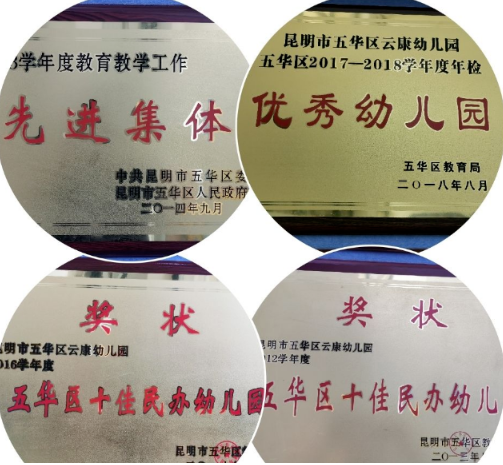 3学年度教育教学工作
先进集体
中共昆明市五华区委
昆明市五华区人民政府
二〇一四年九月
昆明市五华区云康幼儿园
五华区2017—2018学年度年检
优秀幼儿园
五华区教育局
二〇一八年八月
奖状
昆明市五华区云康幼儿园
016学年度
五华区十佳民办幼儿园
昆明市五华区
奖状
昆明市五华区云康幼儿园
012学年度
五华区十佳民办幼儿
昆明市五华区教
二〇一三年